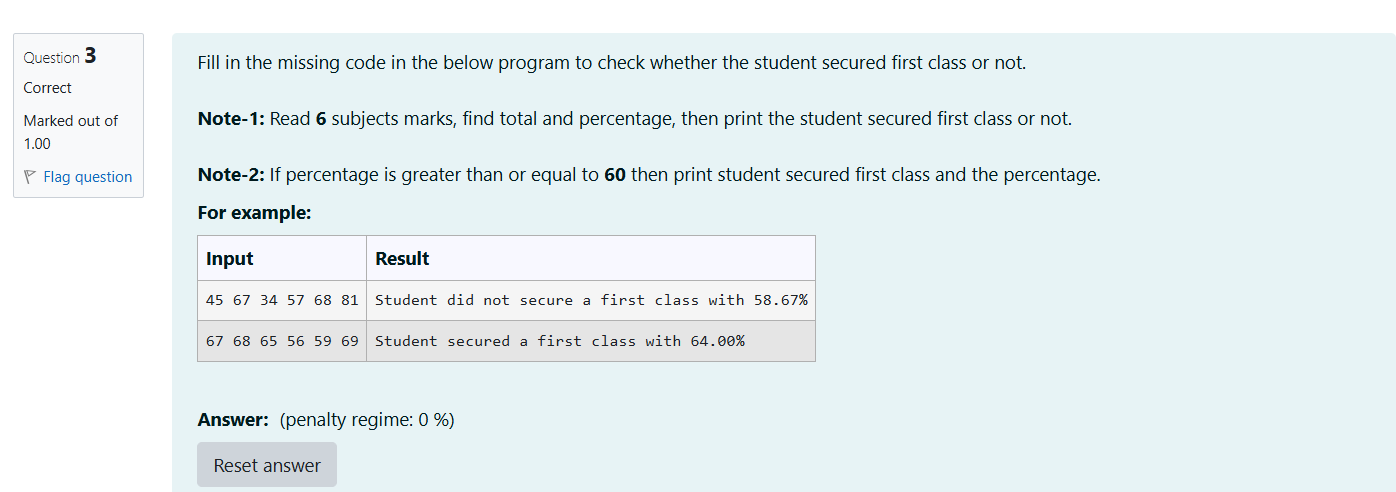 Question 3
Correct
Marked out of
1.00
Flag question
Fill in the missing code in the below program to check whether the student secured first class or not.
Note-1: Read 6 subjects marks, find total and percentage, then print the student secured first class or not.
Note-2: If percentage is greater than or equal to 60 then print student secured first class and the percentage.
For example:
Input Result
45 67 34 57 68 81 Student did not secure a first class with 58.67%
67 68 65 56 59 69 Student secured a first class with 64.00%
Answer: (penalty regime: 0 %)
Reset answer